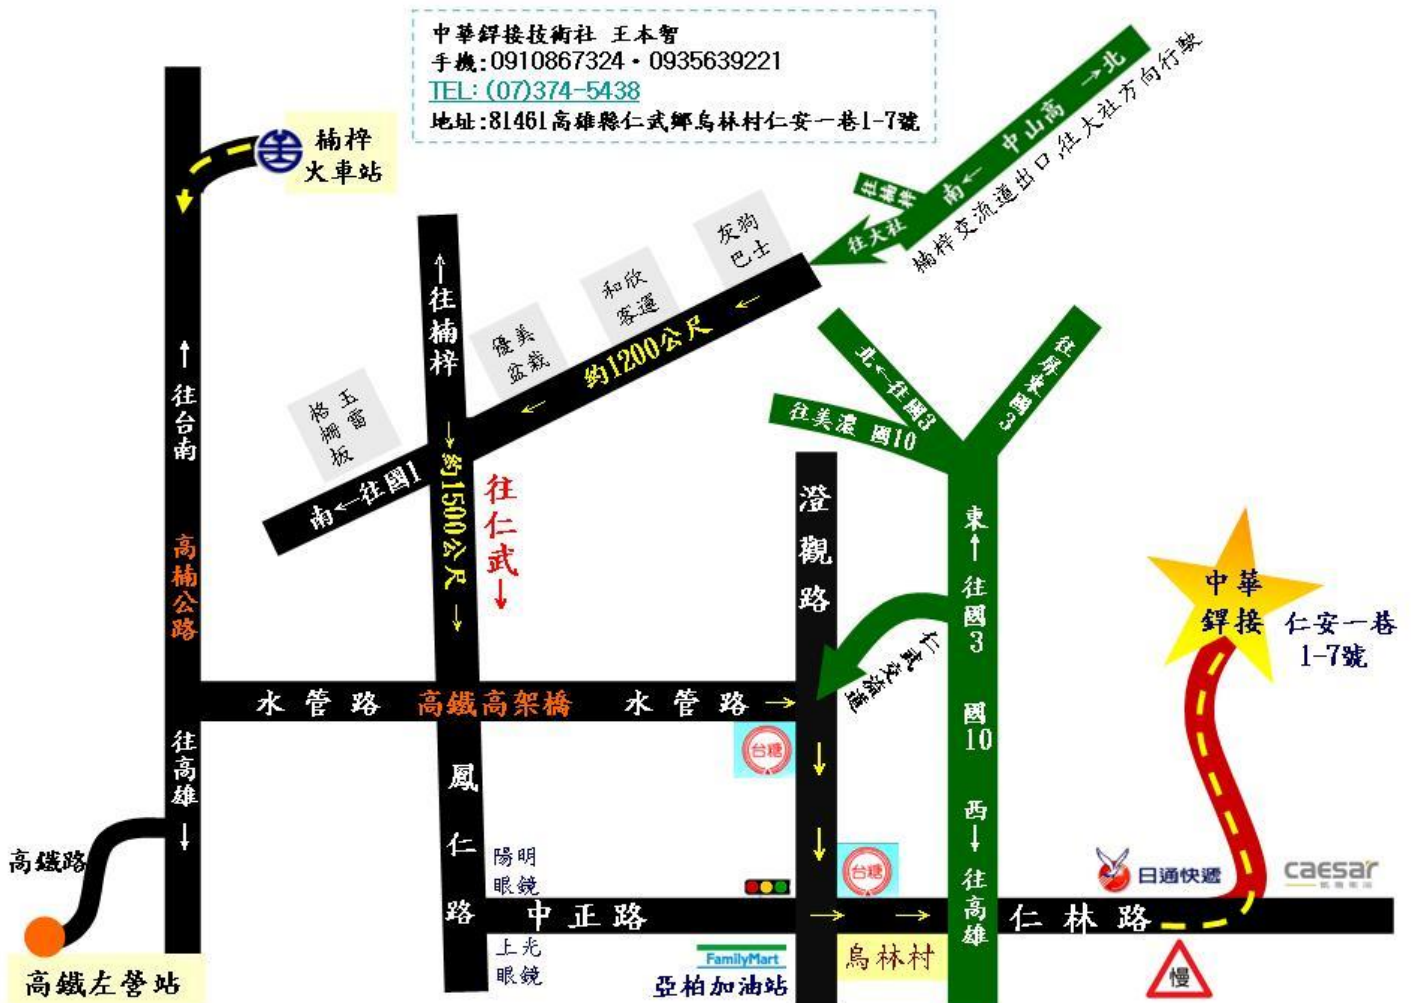 中華銲接技術社 王本智
手機:0910867324・0935639221
TEL: (07)374-5438
地址:81461高雄縣仁武鄉烏林村仁安一巷1-7號
楠梓
火車站
南←中山高→北
往楠梓
往大社
楠梓交流道出口,往大社方向行駛
灰狗
巴士
和欣
客運
優美
盆栽
玉雷
格柵板
約1200公尺
南←往國1
↑往楠梓
約1500公尺
往仁武
↑往台南
高楠公路
往高雄
北←往國3
往屏東國3
往美濃 國10
東←往國3
國10
西→往高雄
澄觀路
仁武交流道
中華
銲接
仁安一巷
1-7號
水管路
高鐵高架橋
水管路
台糖
鳳仁路
陽明
眼鏡
上光
眼鏡
高鐵路
高鐵左營站
中正路
台糖
烏林村
FamilyMart
亞柏加油站
仁林路
日通快遞
caesar
慢